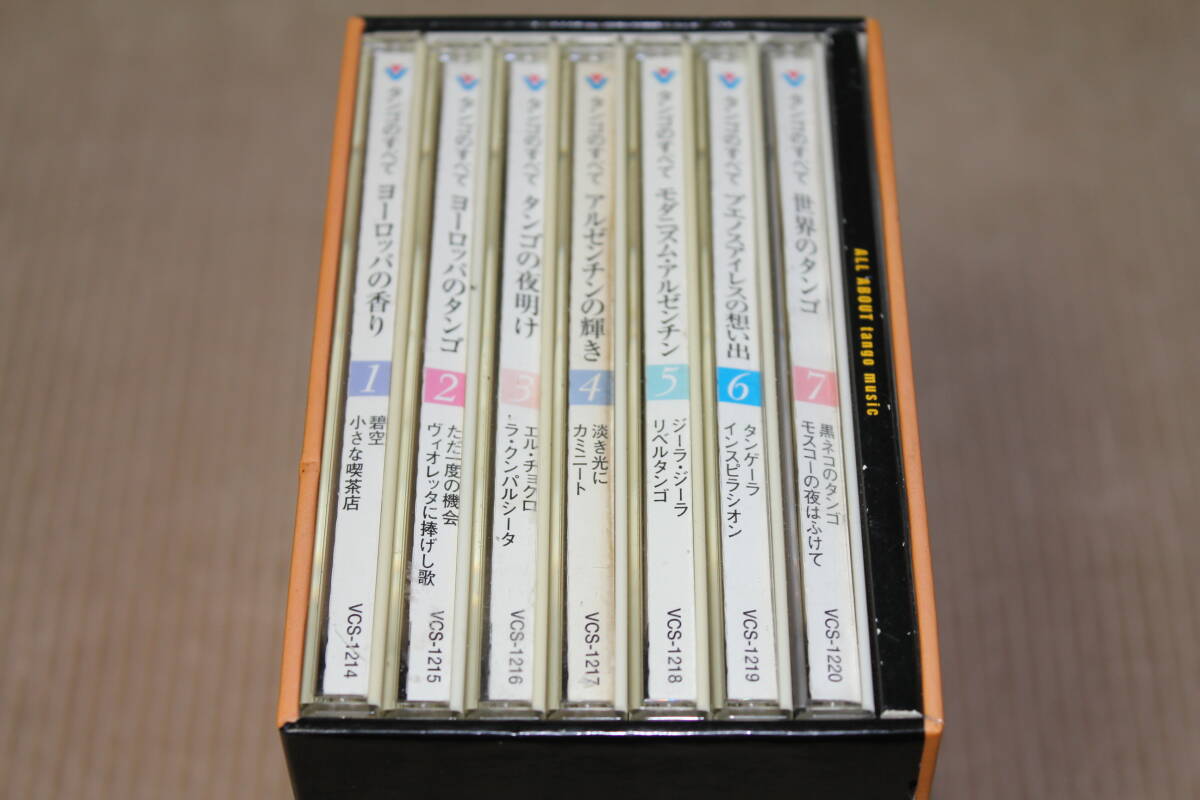 タンゴのすべて ヨーロッパの香り
1
碧空
小さな喫茶店
VCS-1214
タンゴのすべて ヨーロッパのタンゴ
2
ただ一度の機会
ヴィオレッタに捧げし歌
VCS-1215
タンゴのすべて タンゴの夜明け
3
エル・チョクロ
ラ・クンパルシータ
VCS-1216
タンゴのすべて アルゼンチンの輝き
4
淡き光に
カミニート
VCS-1217
タンゴのすべて モダニズム・アルゼンチン
5
ジーラ・ジーラ
リベルタンゴ
VCS-1218
タンゴのすべて ブエノスアイレスの想い出
6
タンゲーラ
インスピラシオン
VCS-1219
タンゴのすべて 世界のタンゴ
7
黒ネコのタンゴ
モスコーの夜はふけて
VCS-1220
ALL ABOUT tango music